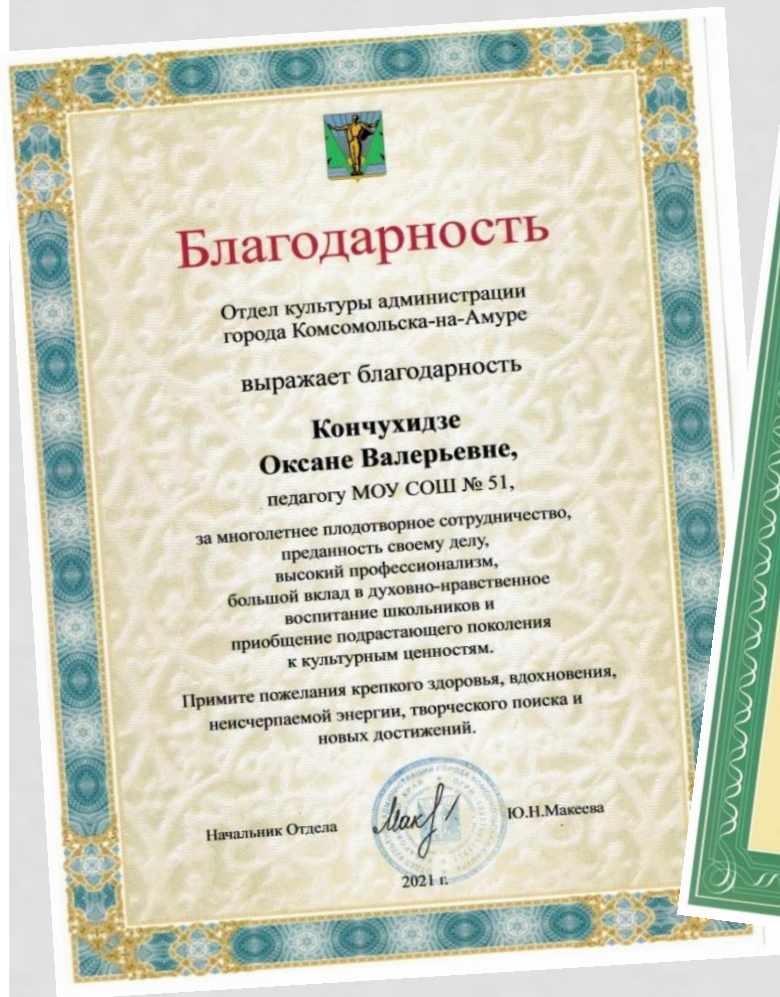 Благодарность
Отдел культуры администрации
города Комсомольска-на-Амуре
выражает благодарность
Кончухидзе
Оксане Валерьевне,
педагогу МОУ СОШ № 51,
за многолетнее плодотворное сотрудничество,
преданность своему делу,
высокий профессионализм,
большой вклад в духовно-нравственное
воспитание школьников и
приобщение подрастающего поколения
к культурным ценностям.
Примите пожелания крепкого здоровья, вдохновения,
неисчерпаемой энергии, творческого поиска и
новых достижений.
Начальник Отдела
Ю.Н.Макеева
2021 г.